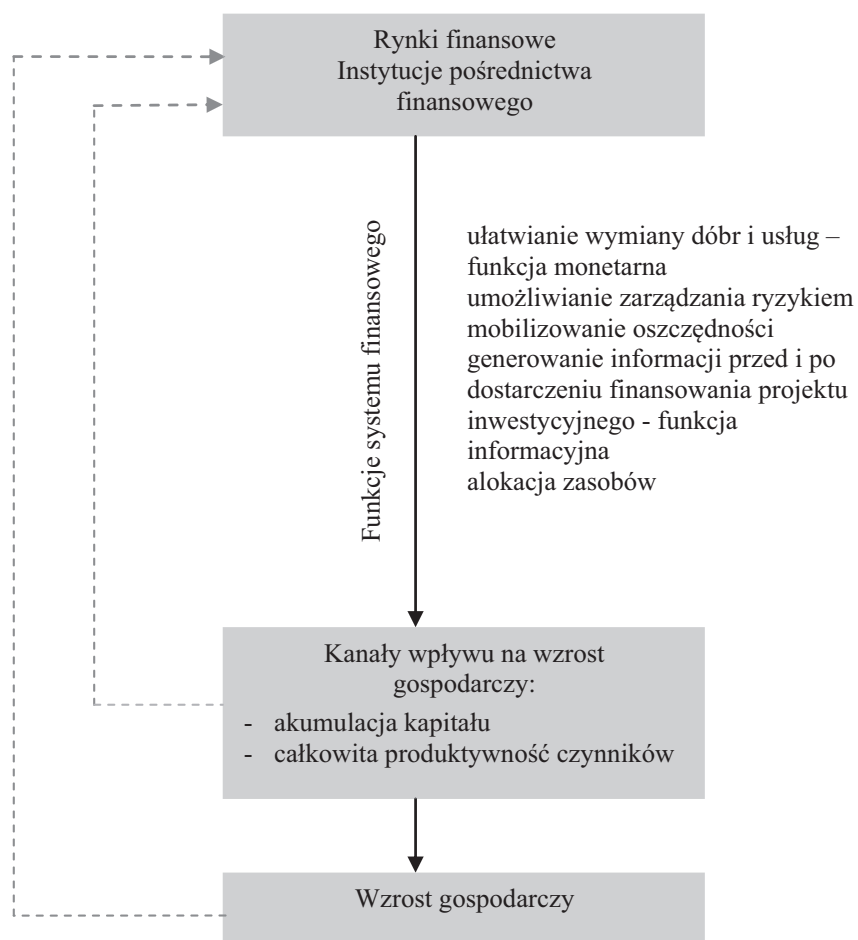 Rynki finansowe
Instytucje pośrednictwa
finansowego
Funkcje systemu finansowego
ułatwianie wymiany dóbr i usług –
funkcja monetarna
umożliwianie zarządzania ryzykiem
mobilizowanie oszczędności
generowanie informacji przed i po
dostarczeniu finansowania projektu
inwestycyjnego - funkcja
informacyjna
alokacja zasobów
Kanały wpływu na wzrost
gospodarczy:
- akumulacja kapitału
- całkowita produktywność czynników
Wzrost gospodarczy